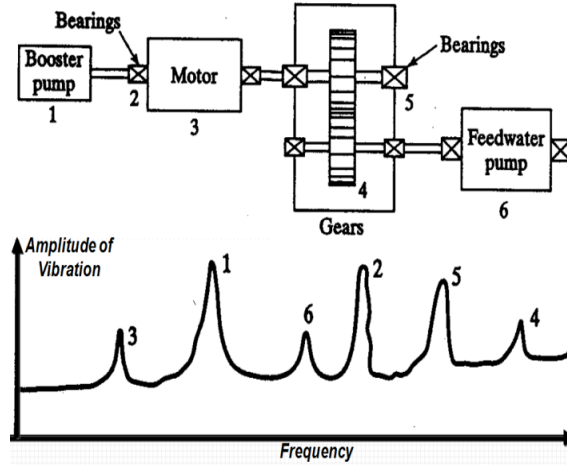 Bearings
Booster
pump
1
2
Motor
3
Bearings
5
4
Gears
Feedwater
pump
6
Amplitude of
Vibration
3
1
6
2
5
4
Frequency